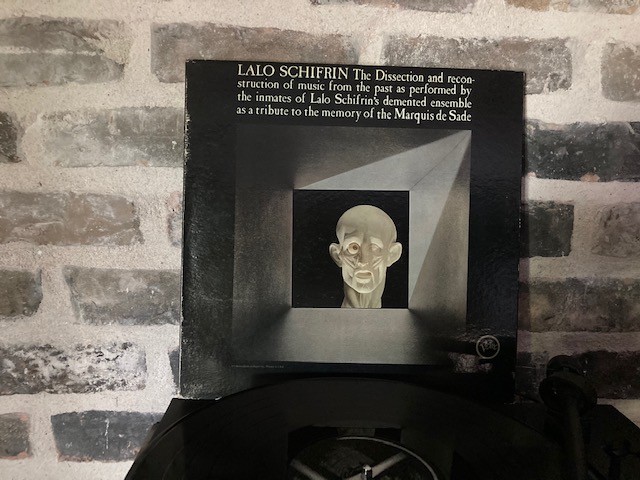 LALO SCHIFRIN The Dissection and recon-
struction of music from the past as performed by
the inmates of Lalo Schifrin's demented ensemble
as a tribute to the memory of the Marquis de Sade